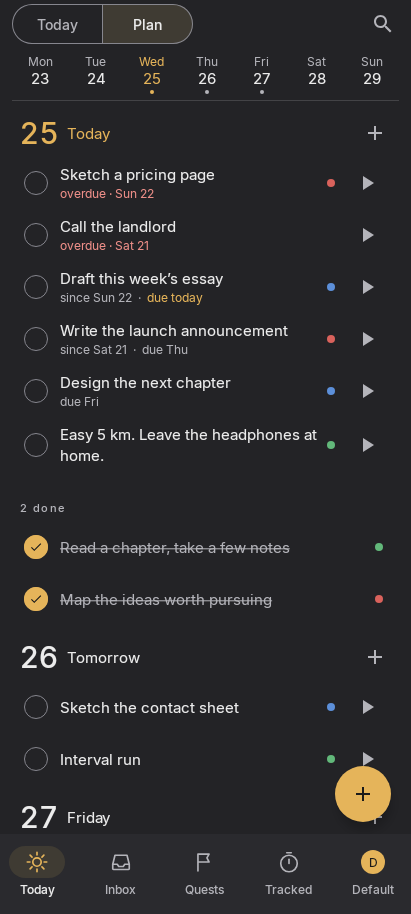 Today
Plan
Mon Tue Wed Thu Fri Sat Sun
23 24 25 26 27 28 29
25 Today
Sketch a pricing page
overdue · Sun 22
Call the landlord
overdue · Sat 21
Draft this week’s essay
since Sun 22 · due today
Write the launch announcement
since Sat 21 · due Thu
Design the next chapter
due Fri
Easy 5 km. Leave the headphones at
home.
2 done
Read a chapter, take a few notes
Map the ideas worth pursuing
26 Tomorrow
Sketch the contact sheet
Interval run
27 Friday
D
Today Inbox Quests Tracked Default